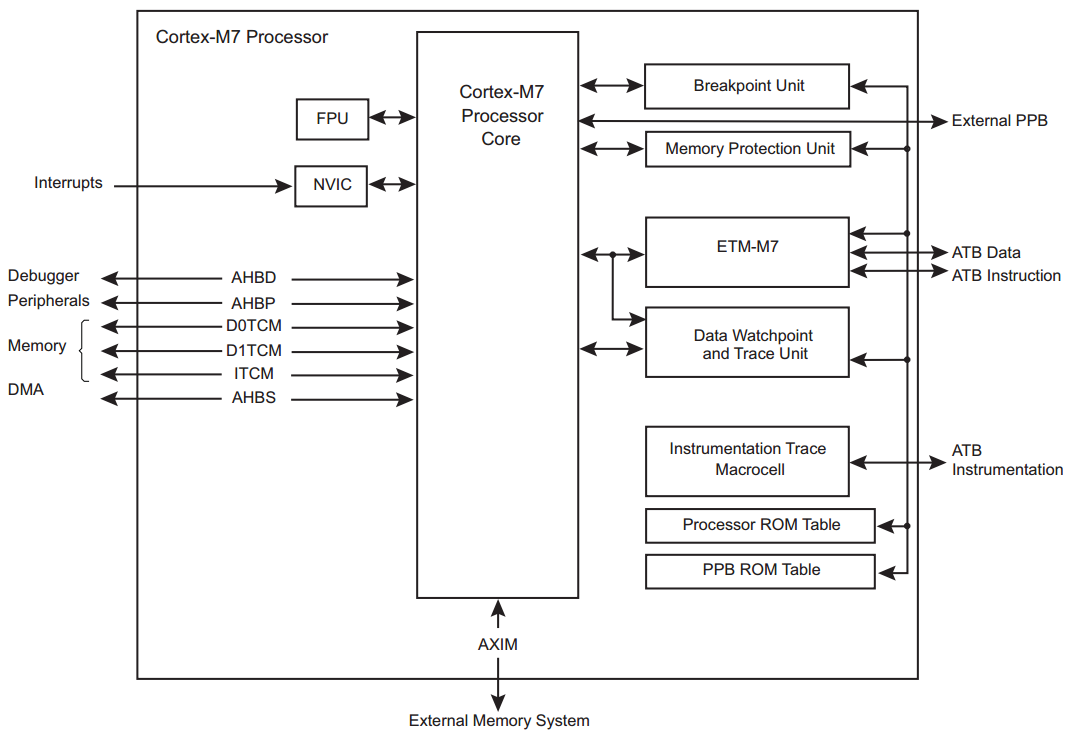 Cortex-M7 Processor
Cortex-M7
Processor
Core
FPU
NVIC
Interrupts
Breakpoint Unit
External PPB
Memory Protection Unit
ETM-M7
ATB Data
ATB Instruction
Debugger
AHBD
Peripherals
AHBP
Memory
D0TCM
D1TCM
ITCM
DMA
AHBS
Data Watchpoint
and Trace Unit
Instrumentation Trace
Macrocell
ATB
Instrumentation
Processor ROM Table
PPB ROM Table
AXIM
External Memory System